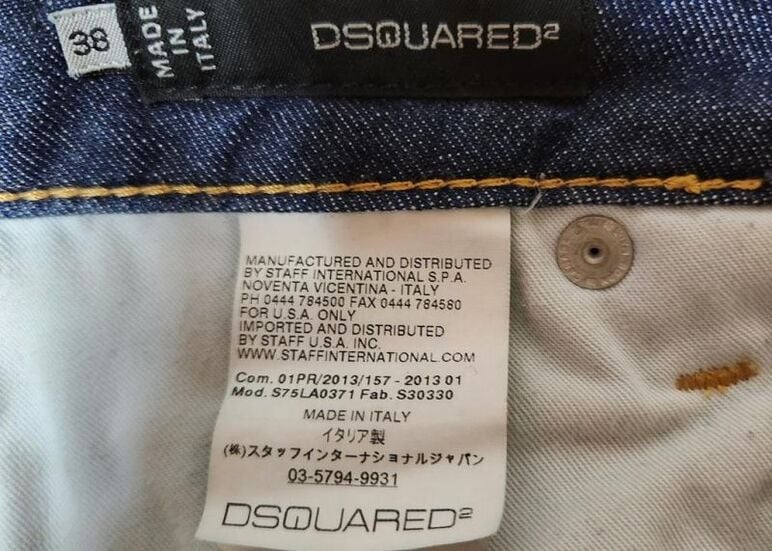 38
MADE
IN
ITALY
DSQUARED²
MANUFACTURED AND DISTRIBUTED
BY STAFF INTERNATIONAL S.P.A.
NOVENTA VICENTINA - ITALY
PH 0444 784500 FAX 0444 784580
FOR U.S.A. ONLY
IMPORTED AND DISTRIBUTED
BY STAFF U.S.A. INC.
WWW.STAFFINTERNATIONAL.COM
Com. 01PR/2013/157 - 2013 01
Mod. S75LA0371 Fab. S30330
MADE IN ITALY
イタリア製
(株)スタッフインターナショナルジャパン
03-5794-9931
DSQUARED²